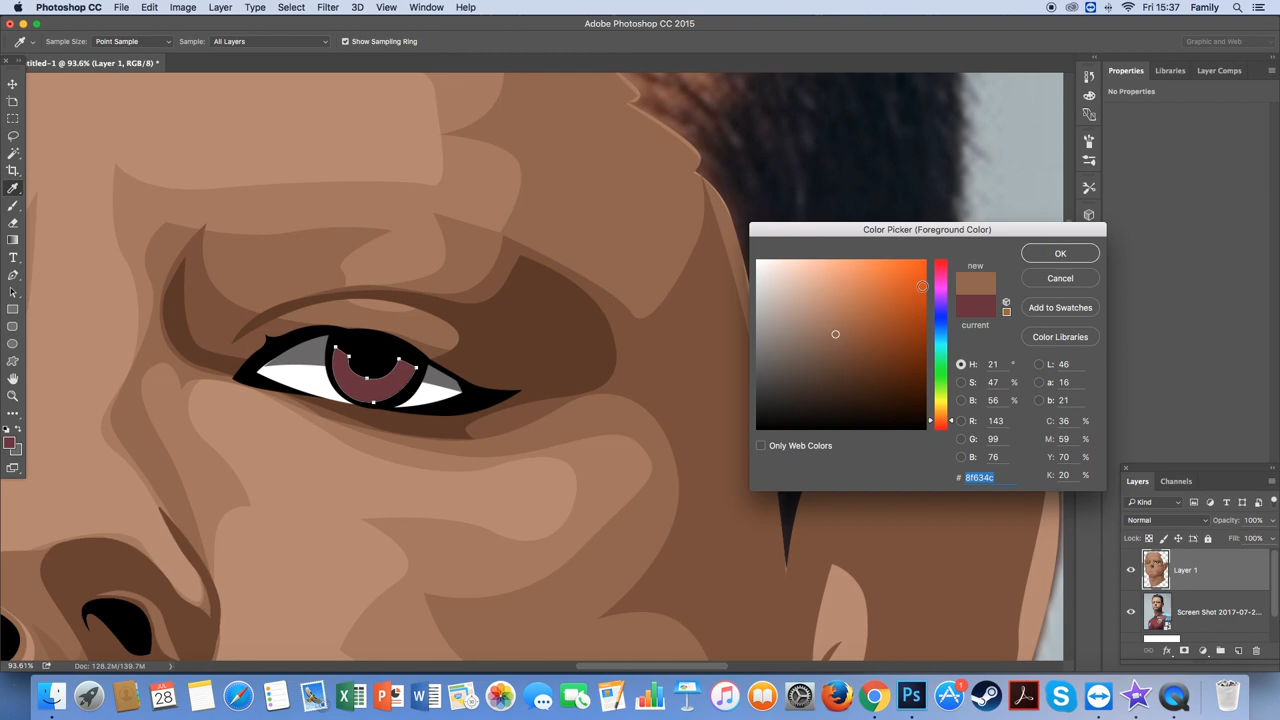 Photoshop CC File Edit Image Layer Type Select Filter 3D View Window Help Fri 15:37 Family
Adobe Photoshop CC 2015
Sample Size: Point Sample Sample: All Layers Show Sampling Ring Graphic and Web
ntitled-1 @ 93.6% (Layer 1, RGB/8) *
Properties Libraries Layer Comps
No Properties
Color Picker (Foreground Color)
new
current
OK
Cancel
Add to Swatches
Color Libraries
H: 21 ° L: 46
S: 47 % a: 16
B: 56 % b: 21
R: 143 C: 36 %
G: 99 M: 59 %
B: 76 Y: 70 %
# 8f634c K: 20 %
Only Web Colors
Layers Channels
Kind
Normal Opacity: 100%
Lock: Fill: 100%
Layer 1
Screen Shot 2017-07-2...
fx
93.61% Doc: 128.2M/139.7M
28
Ps
1